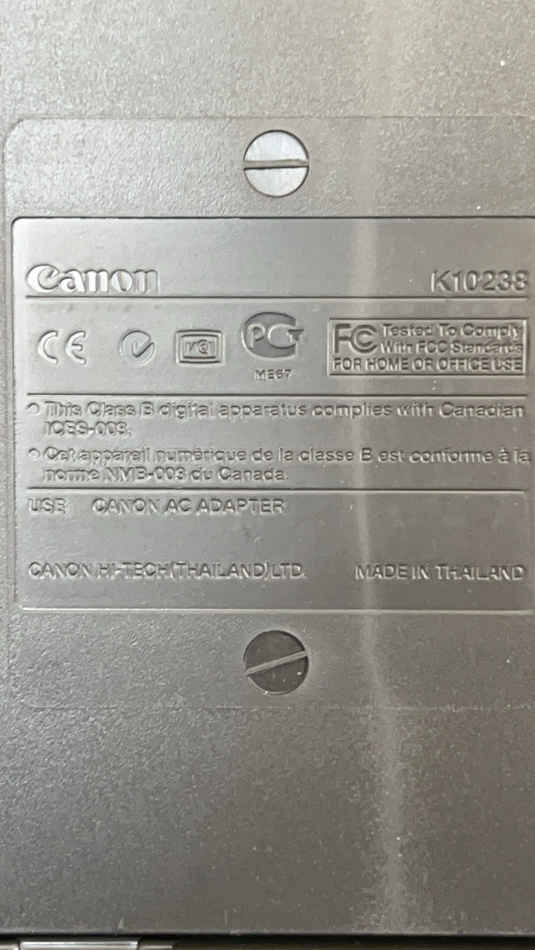 Canon K10238
CE VCI PCT FC Tested To Comply
With FCC Standards
ME67 FOR HOME OR OFFICE USE
• This Class B digital apparatus complies with Canadian
ICES-003.
• Cet appareil numérique de la classe B est conforme à la
norme NMB-003 du Canada.
USB CANON AC ADAPTER
CANON HI-TECH(THAILAND)LTD. MADE IN THAILAND